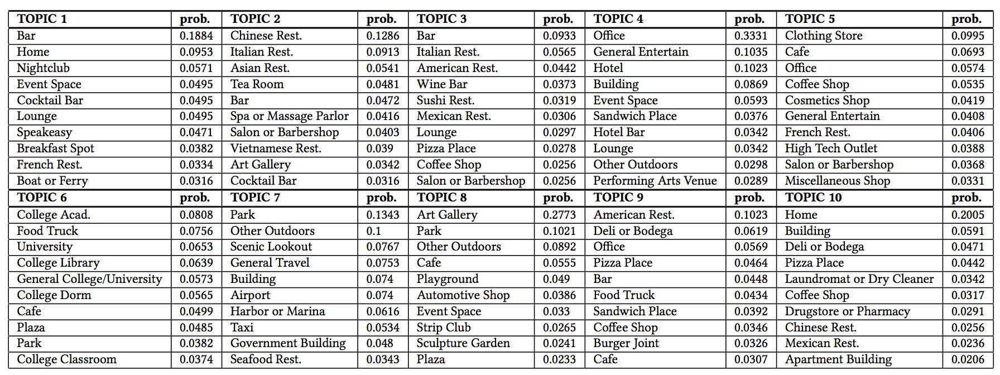 TOPIC 1 prob. TOPIC 2 prob. TOPIC 3 prob. TOPIC 4 prob. TOPIC 5 prob.
Bar 0.1884 Chinese Rest. 0.1286 Bar 0.0933 Office 0.3331 Clothing Store 0.0995
Home 0.0953 Italian Rest. 0.0913 Italian Rest. 0.0565 General Entertain 0.1035 Cafe 0.0693
Nightclub 0.0571 Asian Rest. 0.0541 American Rest. 0.0442 Hotel 0.1023 Office 0.0574
Event Space 0.0495 Tea Room 0.0481 Wine Bar 0.0373 Building 0.0869 Coffee Shop 0.0535
Cocktail Bar 0.0495 Bar 0.0472 Sushi Rest. 0.0319 Event Space 0.0593 Cosmetics Shop 0.0419
Lounge 0.0495 Spa or Massage Parlor 0.0416 Mexican Rest. 0.0306 Sandwich Place 0.0376 General Entertain 0.0408
Speakeasy 0.0471 Salon or Barbershop 0.0403 Lounge 0.0297 Hotel Bar 0.0342 French Rest. 0.0406
Breakfast Spot 0.0382 Vietnamese Rest. 0.039 Pizza Place 0.0278 Lounge 0.0342 High Tech Outlet 0.0388
French Rest. 0.0334 Art Gallery 0.0342 Coffee Shop 0.0256 Other Outdoors 0.0298 Salon or Barbershop 0.0368
Boat or Ferry 0.0316 Cocktail Bar 0.0316 Salon or Barbershop 0.0256 Performing Arts Venue 0.0289 Miscellaneous Shop 0.0331
TOPIC 6 prob. TOPIC 7 prob. TOPIC 8 prob. TOPIC 9 prob. TOPIC 10 prob.
College Acad. 0.0808 Park 0.1343 Art Gallery 0.2773 American Rest. 0.1023 Home 0.2005
Food Truck 0.0756 Other Outdoors 0.1 Park 0.1021 Deli or Bodega 0.0619 Building 0.0591
University 0.0653 Scenic Lookout 0.0767 Other Outdoors 0.0892 Office 0.0569 Deli or Bodega 0.0471
College Library 0.0639 General Travel 0.0753 Cafe 0.0555 Pizza Place 0.0464 Pizza Place 0.0442
General College/University 0.0573 Building 0.074 Playground 0.049 Bar 0.0448 Laundromat or Dry Cleaner 0.0342
College Dorm 0.0565 Airport 0.074 Automotive Shop 0.0386 Food Truck 0.0434 Coffee Shop 0.0317
Cafe 0.0499 Harbor or Marina 0.0616 Event Space 0.033 Sandwich Place 0.0392 Drugstore or Pharmacy 0.0291
Plaza 0.0485 Taxi 0.0534 Strip Club 0.0265 Coffee Shop 0.0346 Chinese Rest. 0.0256
Park 0.0382 Government Building 0.048 Sculpture Garden 0.0241 Burger Joint 0.0326 Mexican Rest. 0.0236
College Classroom 0.0374 Seafood Rest. 0.0343 Plaza 0.0233 Cafe 0.0307 Apartment Building 0.0206